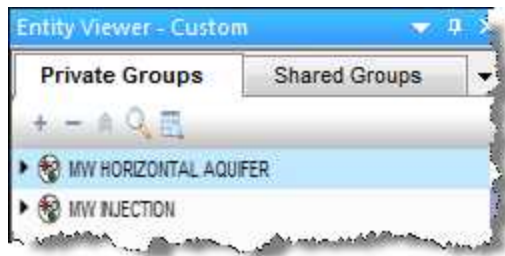 Entity Viewer - Custom
Private Groups
Shared Groups
MW HORIZONTAL AQUIFER
MW INJECTION